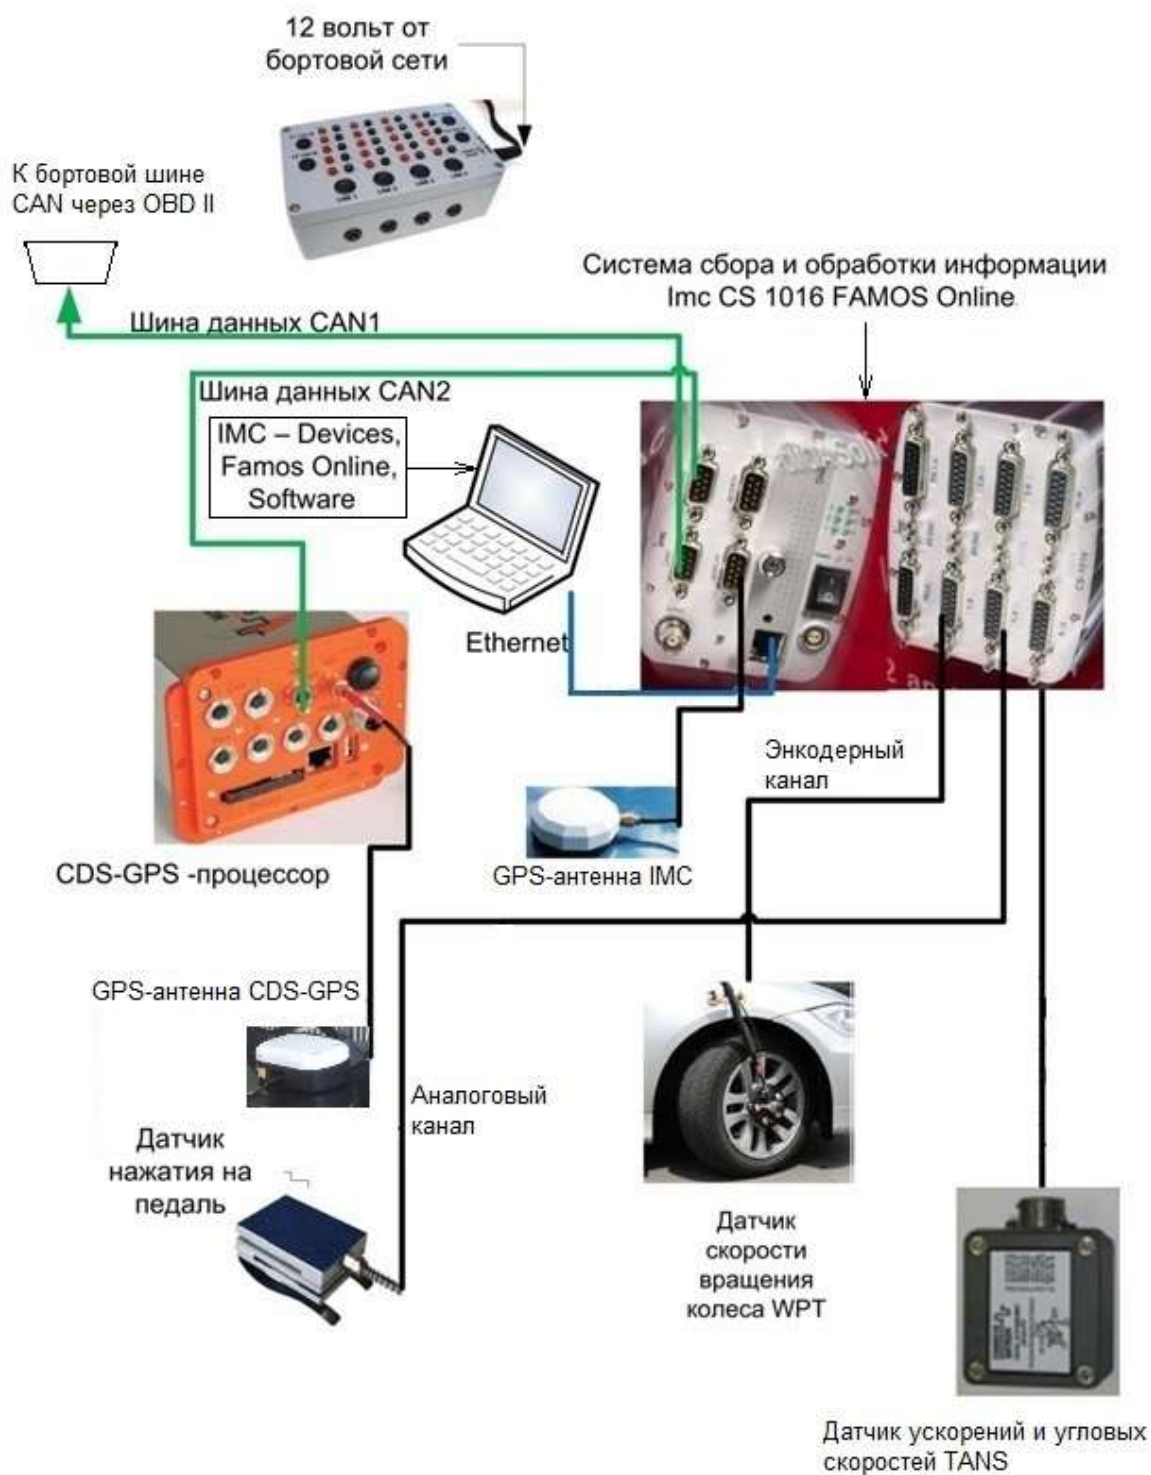 12 вольт от
бортовой сети
К бортовой шине
CAN через OBD II
Система сбора и обработки информации
Imc CS 1016 FAMOS Online
Шина данных CAN1
Шина данных CAN2
IMC – Devices,
Famos Online,
Software
Ethernet
Энкодерный
канал
CDS-GPS -процессор
GPS-антенна IMC
GPS-антенна CDS-GPS
Аналоговый
канал
Датчик
нажатия на
педаль
Датчик
скорости
вращения
колеса WPT
Датчик ускорений и угловых
скоростей TANS